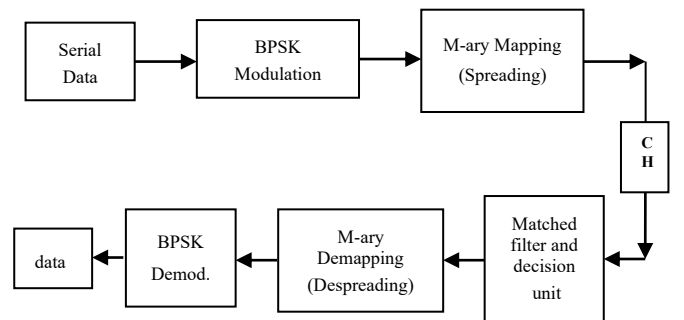 Serial
Data
BPSK
Modulation
M-ary Mapping
(Spreading)
C
H
Matched
filter and
decision
unit
M-ary
Demapping
(Despreading)
BPSK
Demod.
data